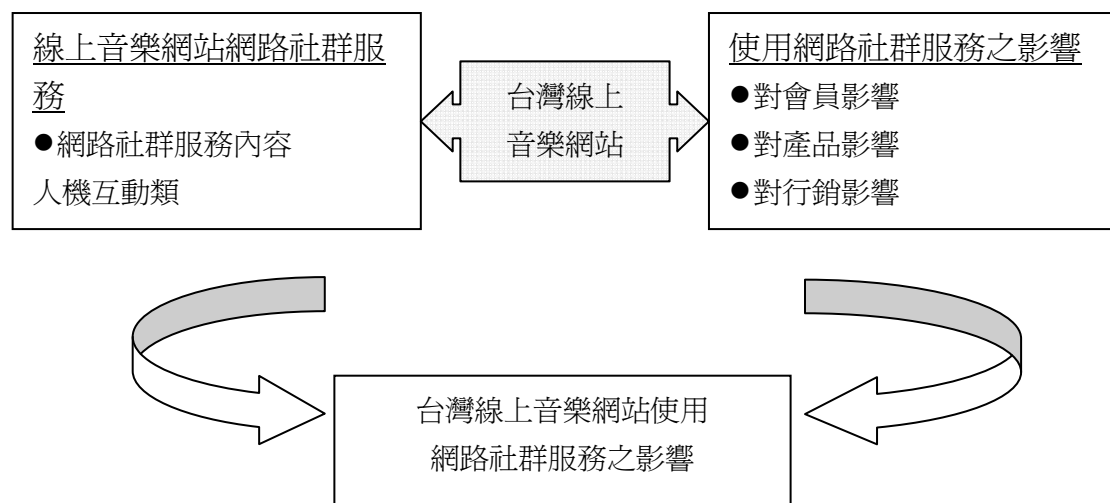 線上音樂網站網路社群服
務
●網路社群服務內容
人機互動類
台灣線上
音樂網站
使用網路社群服務之影響
●對會員影響
●對產品影響
●對行銷影響
台灣線上音樂網站使用
網路社群服務之影響